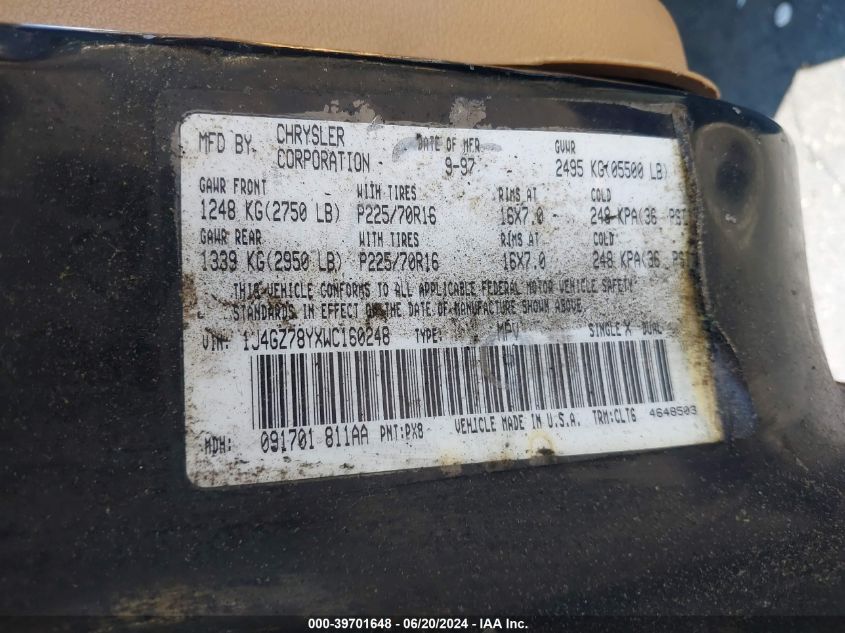 MFD BY CHRYSLER CORPORATION DATE OF MFR 9-97 GVWR 2495 KG(05500 LB)
GAWR FRONT WITH TIRES RIMS AT COLD
1248 KG(2750 LB) P225/70R16 16X7.0 248 KPA(36 PSI
GAWR REAR WITH TIRES RIMS AT COLD
1339 KG(2950 LB) P225/70R16 16X7.0 248 KPA(36 PSI
THIS VEHICLE CONFORMS TO ALL APPLICABLE FEDERAL MOTOR VEHICLE SAFETY
STANDARDS IN EFFECT ON THE DATE OF MANUFACTURE SHOWN ABOVE.
VIN: 1J4GZ78YXWC160248 TYPE: MPV SINGLE X DUAL
MDH: 091701 811AA PNT:PX8 VEHICLE MADE IN U.S.A. TRM:CLT6 4648503
000-39701648 - 06/20/2024 - IAA Inc.